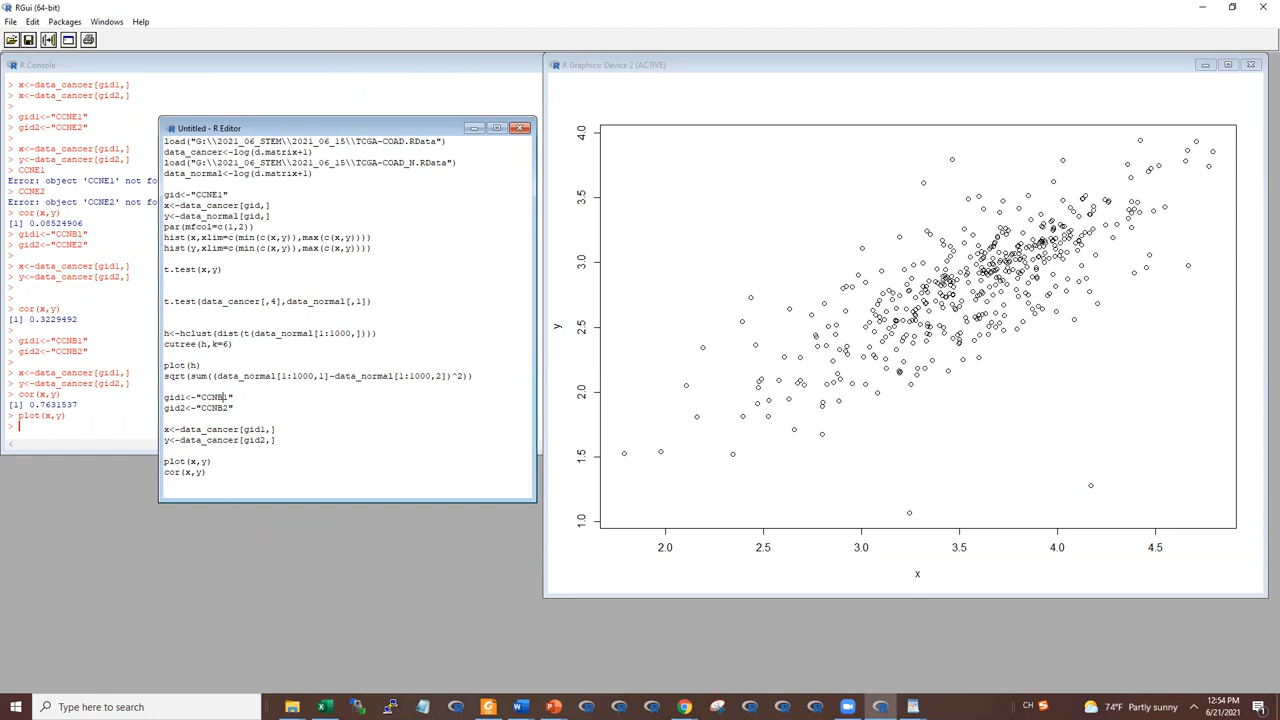 RGui (64-bit)
File Edit Packages Windows Help
R Console
> x<-data_cancer[gid1,]
> x<-data_cancer[gid2,]
>
> gid1<-"CCNE1"
> gid2<-"CCNE2"
>
> x<-data_cancer[gid1,]
> y<-data_cancer[gid2,]
> CCNE1
Error: object 'CCNE1' not fo
> CCNE2
Error: object 'CCNE2' not fo
> cor(x,y)
[1] 0.08524906
> gid1<-"CCNB1"
> gid2<-"CCNE2"
>
> x<-data_cancer[gid1,]
> y<-data_cancer[gid2,]
>
>
> cor(x,y)
[1] 0.3229492
>
> gid1<-"CCNB1"
> gid2<-"CCNB2"
>
> x<-data_cancer[gid1,]
> y<-data_cancer[gid2,]
> cor(x,y)
[1] 0.7631537
> plot(x,y)
>
Untitled - R Editor
load("G:\\2021_06_STEM\\2021_06_15\\TCGA-COAD.RData")
data_cancer<-log(d.matrix+1)
load("G:\\2021_06_STEM\\2021_06_15\\TCGA-COAD_N.RData")
data_normal<-log(d.matrix+1)
gid<-"CCNE1"
x<-data_cancer[gid,]
y<-data_normal[gid,]
par(mfcol=c(1,2))
hist(x,xlim=c(min(c(x,y)),max(c(x,y))))
hist(y,xlim=c(min(c(x,y)),max(c(x,y))))
t.test(x,y)
t.test(data_cancer[,4],data_normal[,1])
h<-hclust(dist(t(data_normal[1:1000,])))
cutree(h,k=6)
plot(h)
sqrt(sum((data_normal[1:1000,1]-data_normal[1:1000,2])^2))
gid1<-"CCNB1"
gid2<-"CCNB2"
x<-data_cancer[gid1,]
y<-data_cancer[gid2,]
plot(x,y)
cor(x,y)
R Graphics: Device 2 (ACTIVE)
4.0
3.5
3.0
2.5
2.0
1.5
1.0
y
2.0 2.5 3.0 3.5 4.0 4.5
x
Type here to search
CH
74°F Partly sunny
12:54 PM
6/21/2021